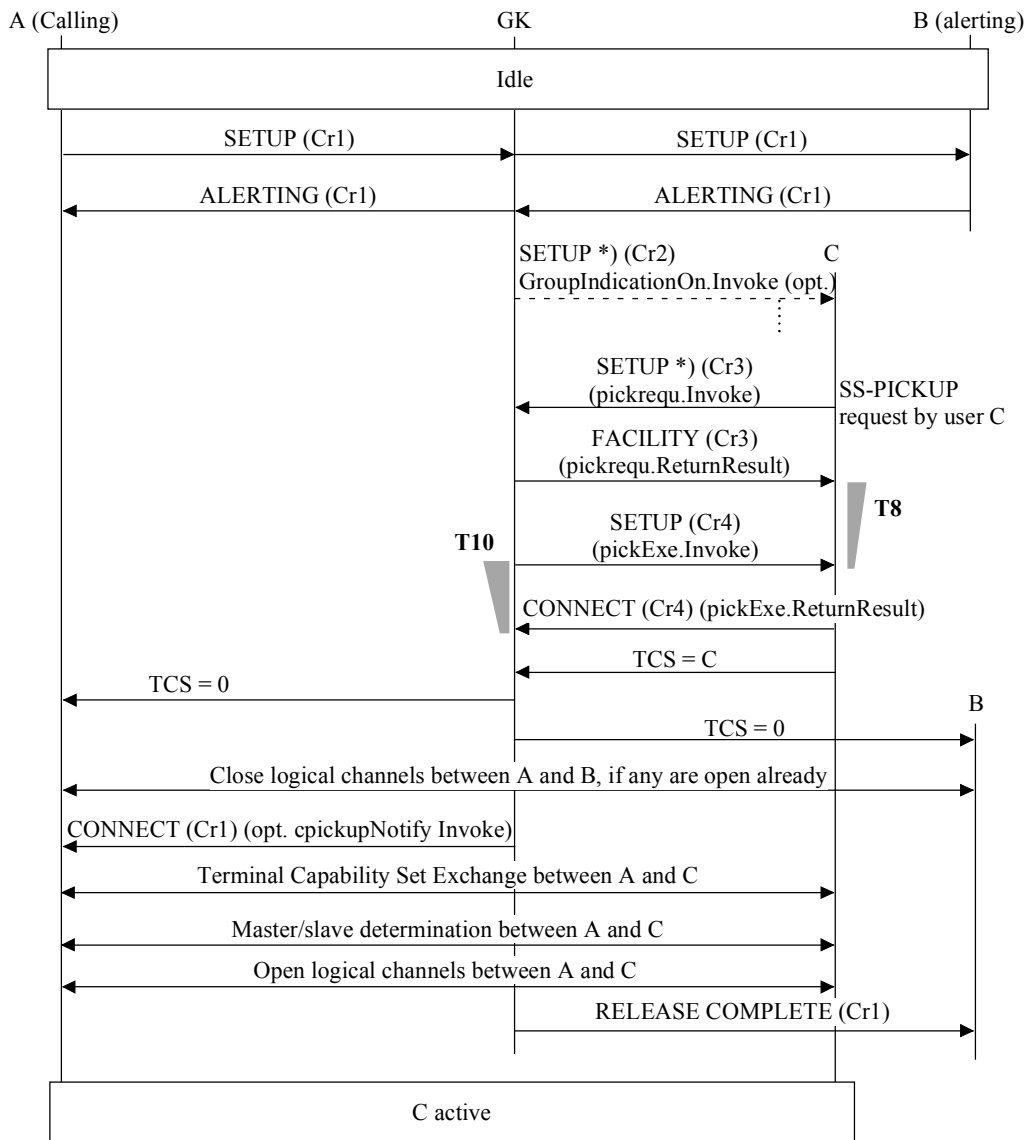 A (Calling)
GK
B (alerting)
Idle
SETUP (Cr1)
SETUP (Cr1)
ALERTING (Cr1)
ALERTING (Cr1)
SETUP *) (Cr2)
C
GroupIndicationOn.Invoke (opt.)
SETUP *) (Cr3)
(pickrequ.Invoke)
SS-PICKUP
request by user C
FACILITY (Cr3)
(pickrequ.ReturnResult)
T8
SETUP (Cr4)
(pickExe.Invoke)
T10
CONNECT (Cr4) (pickExe.ReturnResult)
TCS = C
TCS = 0
B
TCS = 0
Close logical channels between A and B, if any are open already
CONNECT (Cr1) (opt. cpickupNotify Invoke)
Terminal Capability Set Exchange between A and C
Master/slave determination between A and C
Open logical channels between A and C
RELEASE COMPLETE (Cr1)
C active